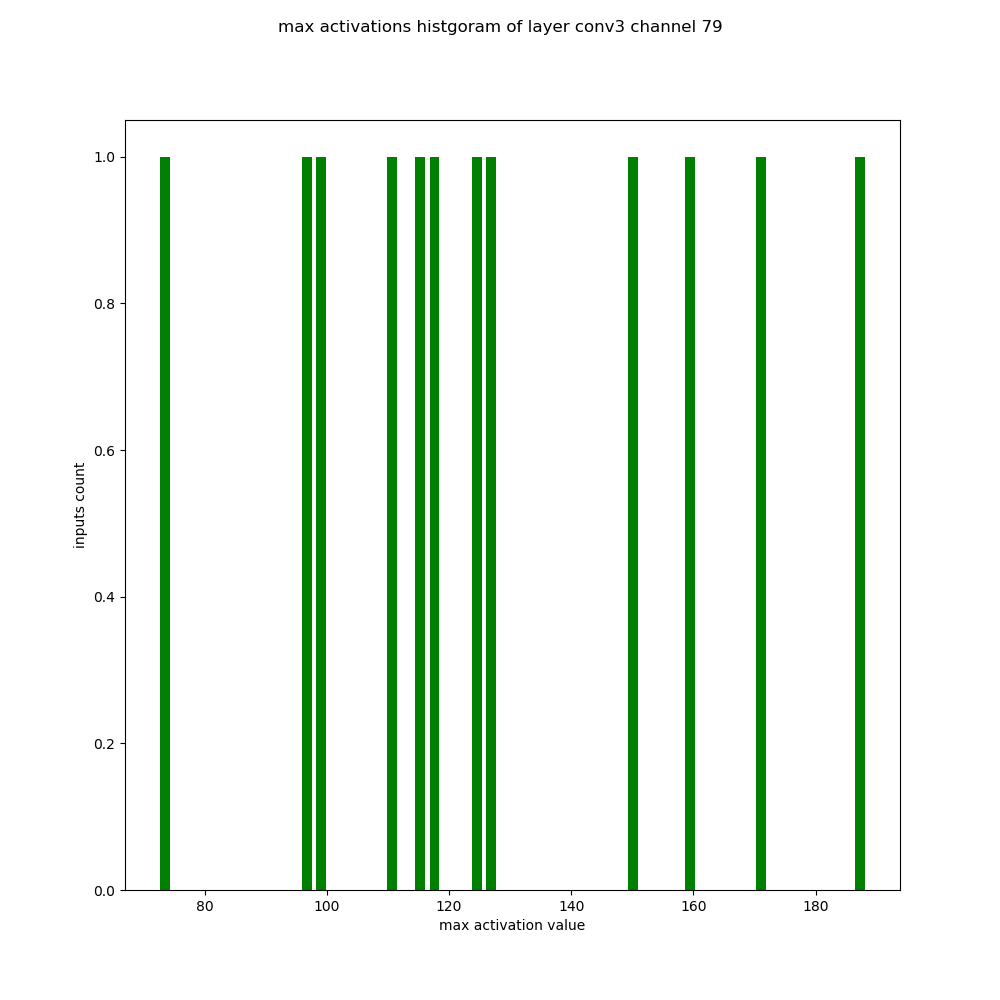 max activations histgoram of layer conv3 channel 79
1.0
0.8
0.6
0.4
0.2
0.0
inputs count
80 100 120 140 160 180
max activation value